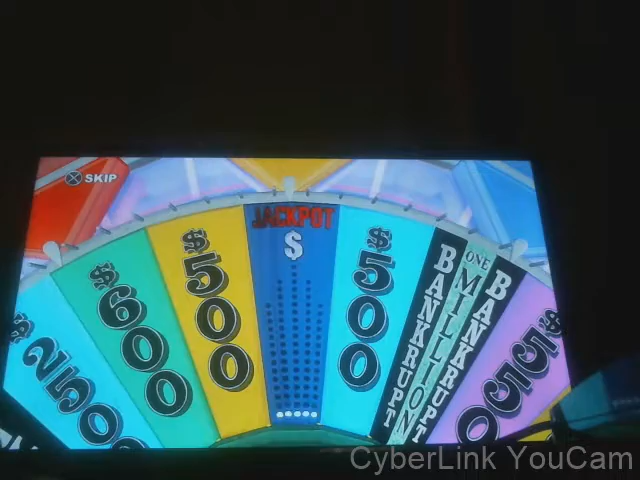 SKIP
$2500
$600
$500
JACKPOT
$
$500
BANKRUPT
ONE MILLION
BANKRUPT
$550
CyberLink YouCam